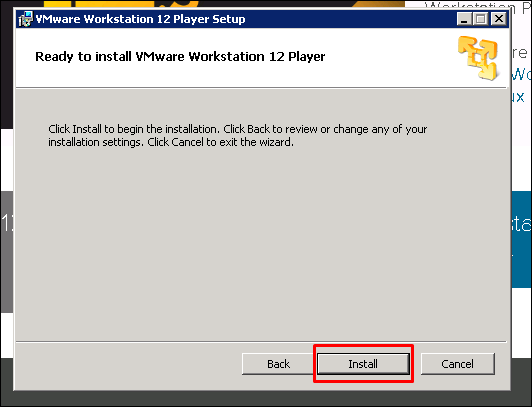 VMware Workstation 12 Player Setup
Ready to install VMware Workstation 12 Player
Click Install to begin the installation. Click Back to review or change any of your
installation settings. Click Cancel to exit the wizard.
Back
Install
Cancel